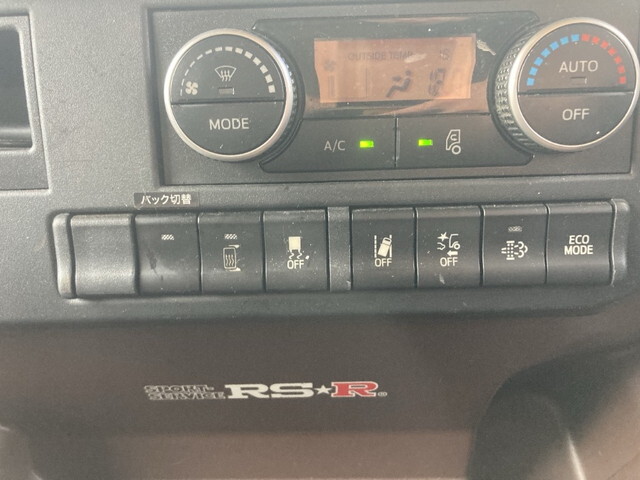 OUTSIDE TEMP
AUTO
MODE
OFF
A/C
バック切替
OFF
OFF
OFF
ECO
MODE
SPORT
SERVICE
RS★R